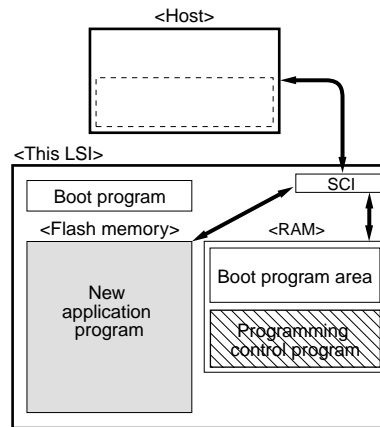 <Host>
<This LSI>
SCI
Boot program
<Flash memory>
<RAM>
New
application
program
Boot program area
Programming
control program